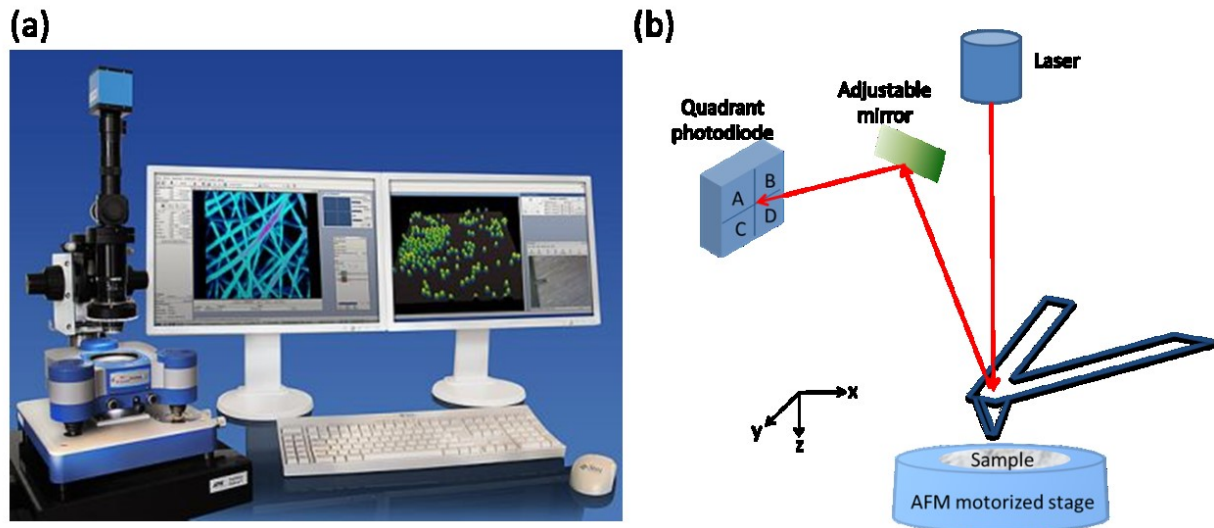 (a)
(b)
Laser
Adjustable
mirror
Quadrant
photodiode
A
B
C
D
x
y
z
Sample
AFM motorized stage